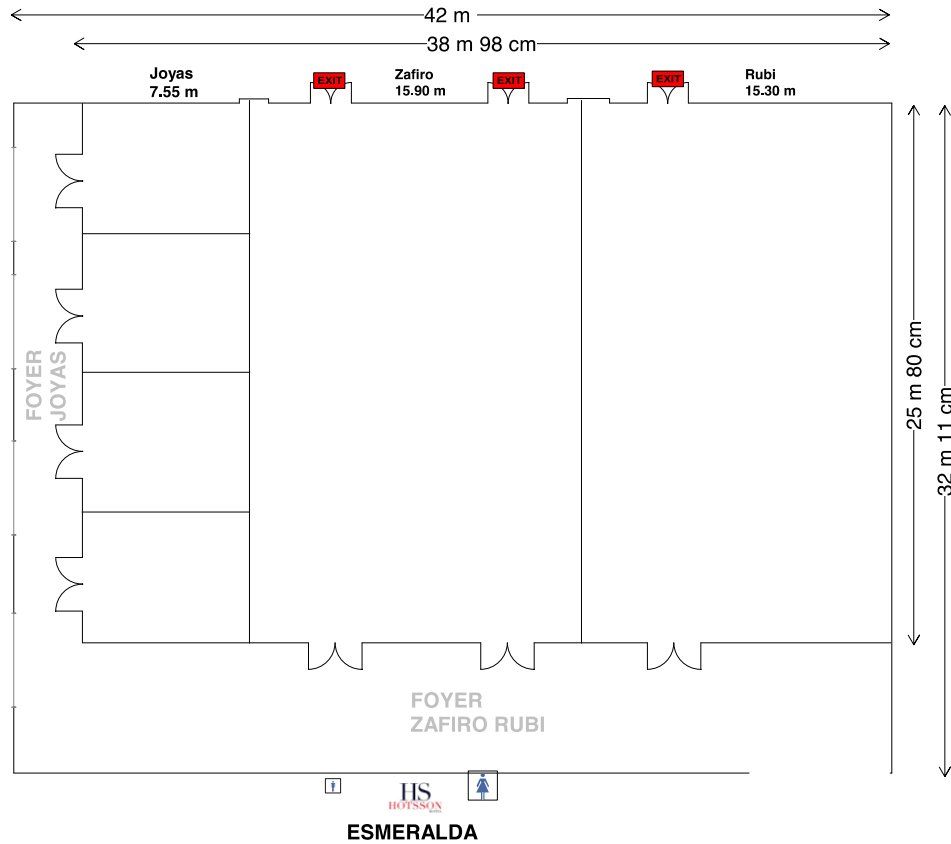 42 m
38 m 98 cm
Joyas
7.55 m
EXIT
Zafiro
15.90 m
EXIT
EXIT
Rubi
15.30 m
25 m 80 cm
32 m 11 cm
FOYER
JOYAS
FOYER
ZAFIRO RUBI
HS
HOTSSON
ESMERALDA